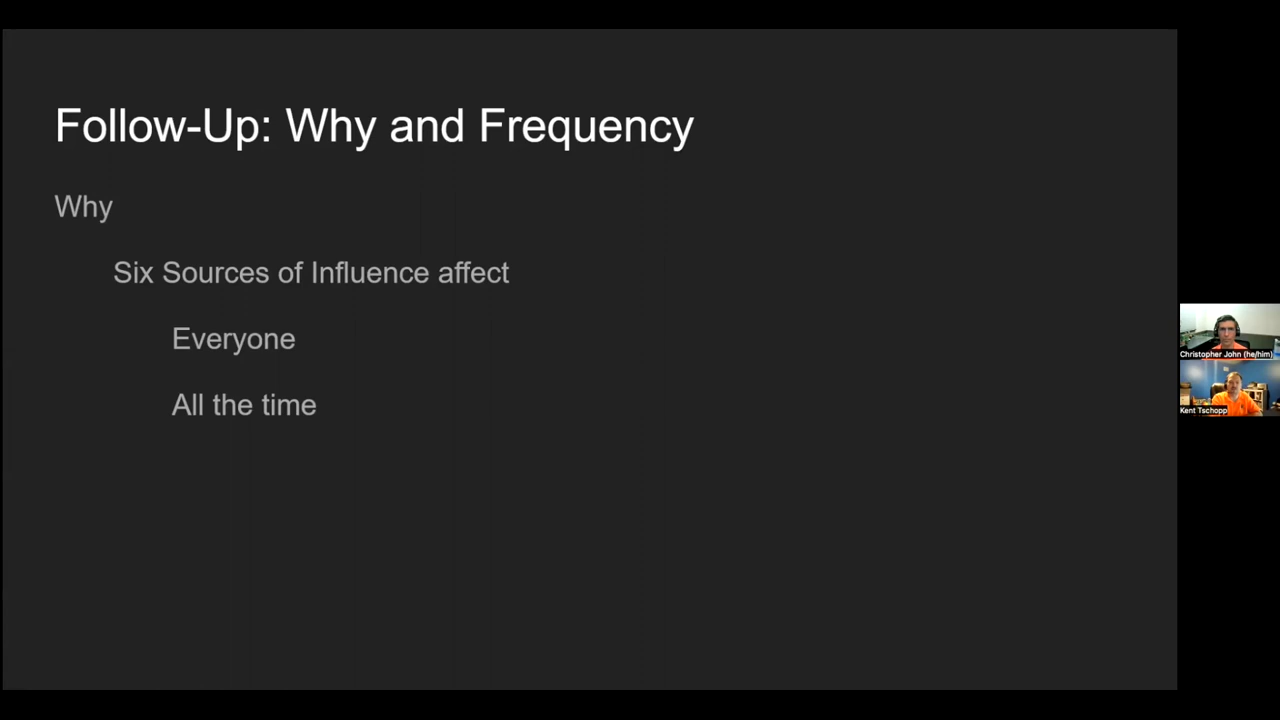 Follow-Up: Why and Frequency
Why
Six Sources of Influence affect
Everyone
All the time
Christopher John (he/him)
Kent Tschopp